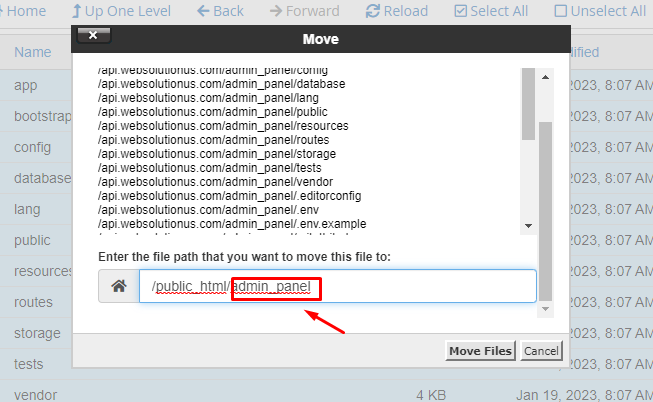 Home Up One Level Back Forward Reload Select All Unselect All
Move
Name
app
bootstrap
config
database
lang
public
resources
routes
storage
tests
vendor
/api.websolutionus.com/admin_panel/config
/api.websolutionus.com/admin_panel/database
/api.websolutionus.com/admin_panel/lang
/api.websolutionus.com/admin_panel/public
/api.websolutionus.com/admin_panel/resources
/api.websolutionus.com/admin_panel/routes
/api.websolutionus.com/admin_panel/storage
/api.websolutionus.com/admin_panel/tests
/api.websolutionus.com/admin_panel/vendor
/api.websolutionus.com/admin_panel/.editorconfig
/api.websolutionus.com/admin_panel/.env
/api.websolutionus.com/admin_panel/.env.example
Enter the file path that you want to move this file to:
/public_html/admin_panel
Move Files Cancel
ified
2023, 8:07 AM
2023, 8:07 AM
2023, 8:07 AM
2023, 8:07 AM
2023, 8:07 AM
2023, 8:07 AM
2023, 8:07 AM
2023, 8:07 AM
2023, 8:07 AM
2023, 8:07 AM
4 KB Jan 19, 2023, 8:07 AM